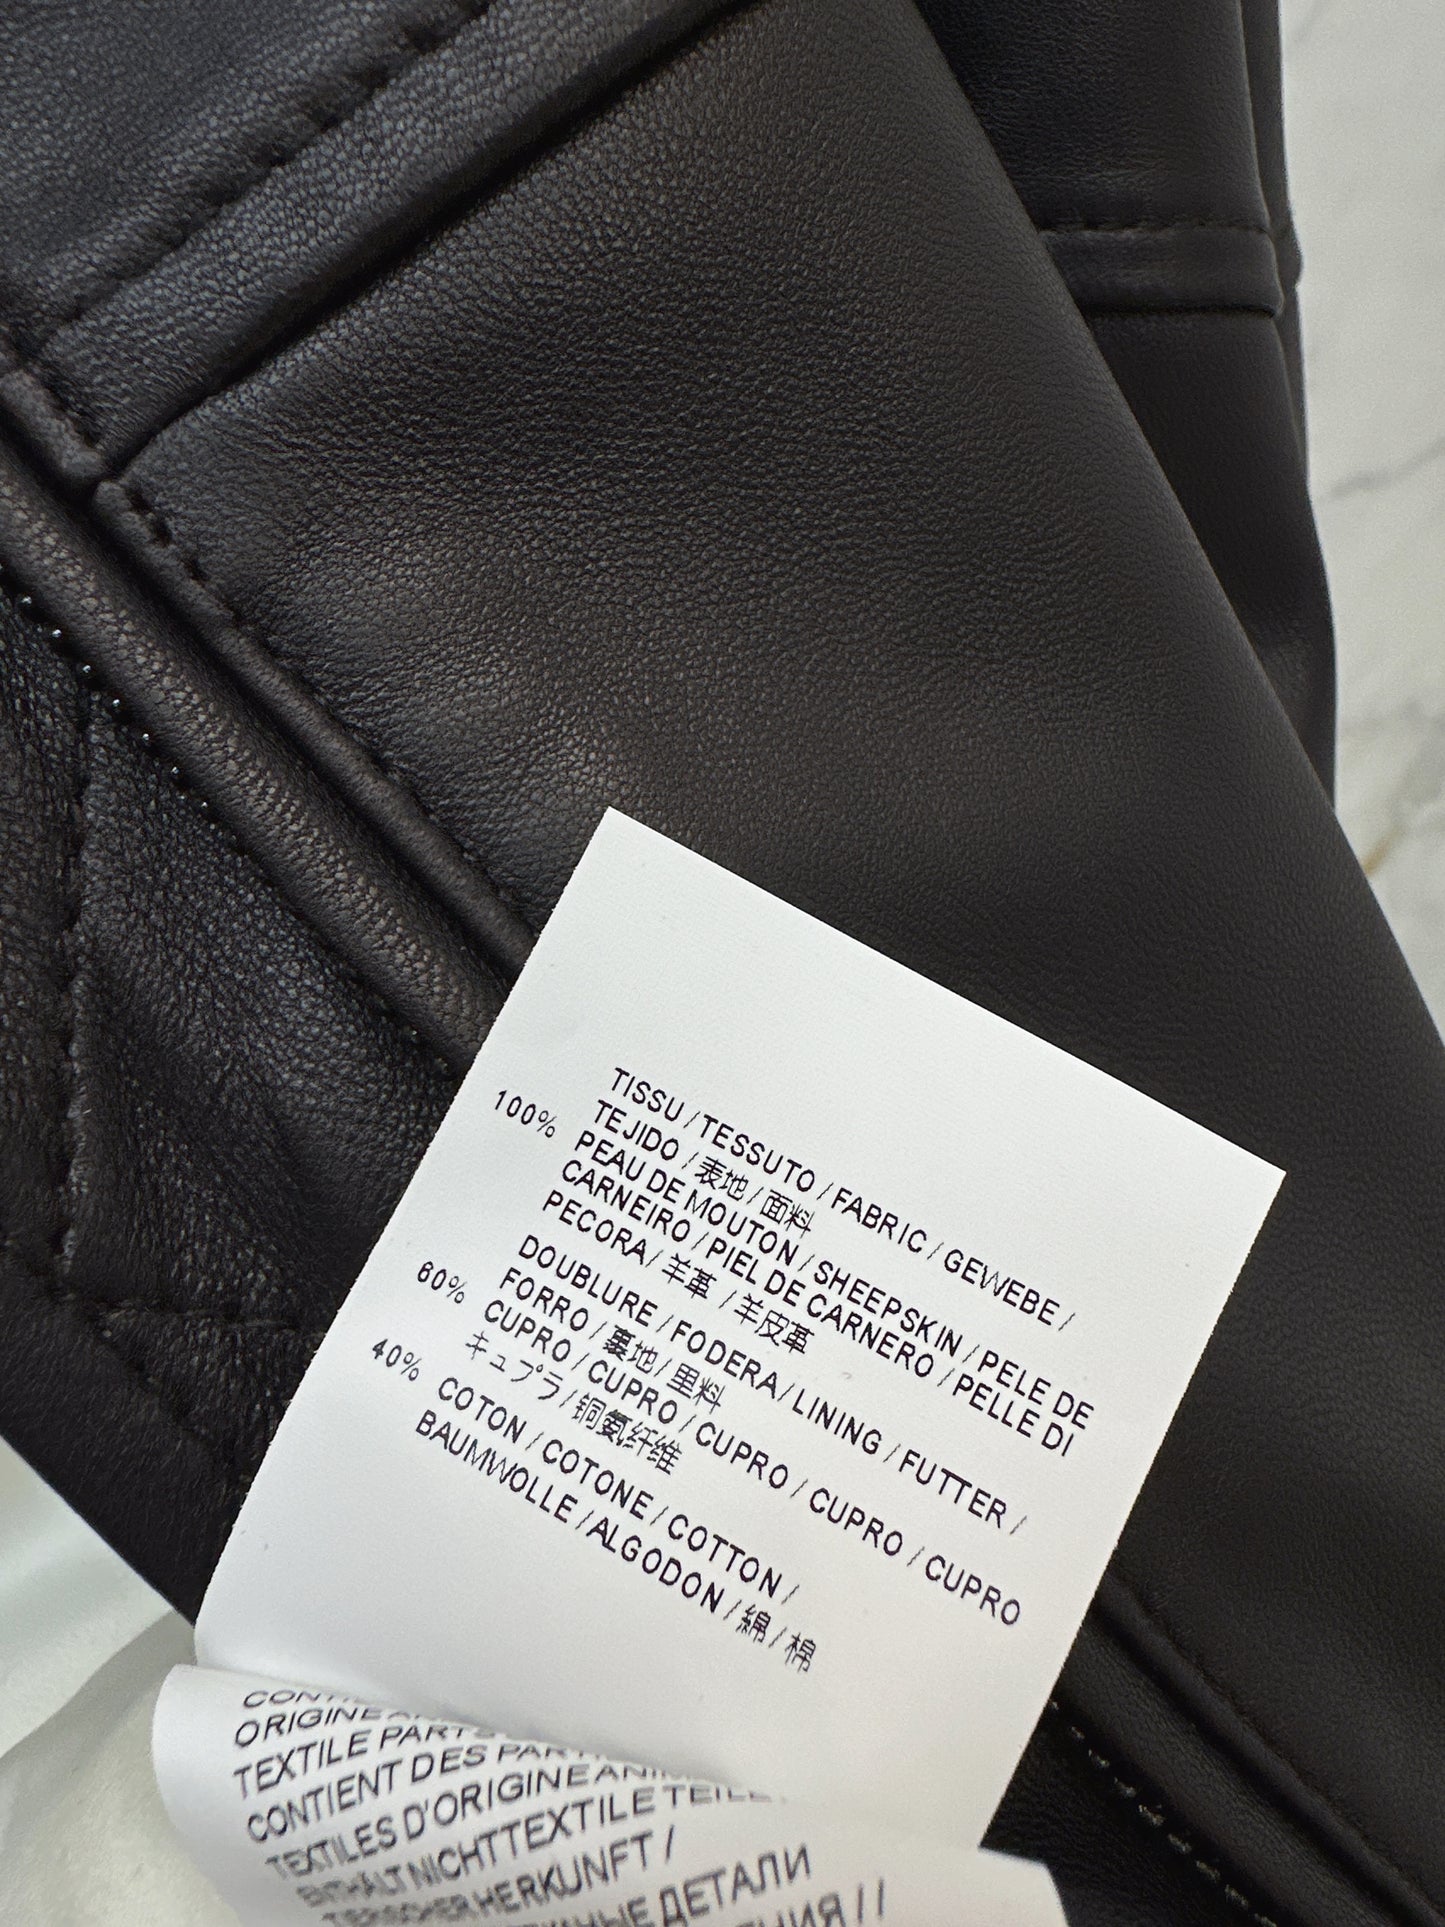 TISSU / TESSUTO / FABRIC / GEWEBE /
TEJIDO / 表地 / 面料
100% PEAU DE MOUTON / SHEEPSKIN / PELE DE
CARNEIRO / PIEL DE CARNERO / PELLE DI
PECORA / 羊革 / 羊皮革
DOUBLURE / FODERA / LINING / FUTTER /
FORRO / 裏地 / 里料
60% CUPRO / CUPRO / CUPRO / CUPRO / CUPRO
キュプラ / 铜氨纤维
40% COTON / COTONE / COTTON /
BAUMWOLLE / ALGODON / 綿 / 棉
TEXTILE PARTS
CONTIENT DES
TEXTILES D'ORIGINE
ENTHÄLT NICHTTEXTILE TEILE
TIERISCHER HERKUNFT /
ДЕТАЛИ